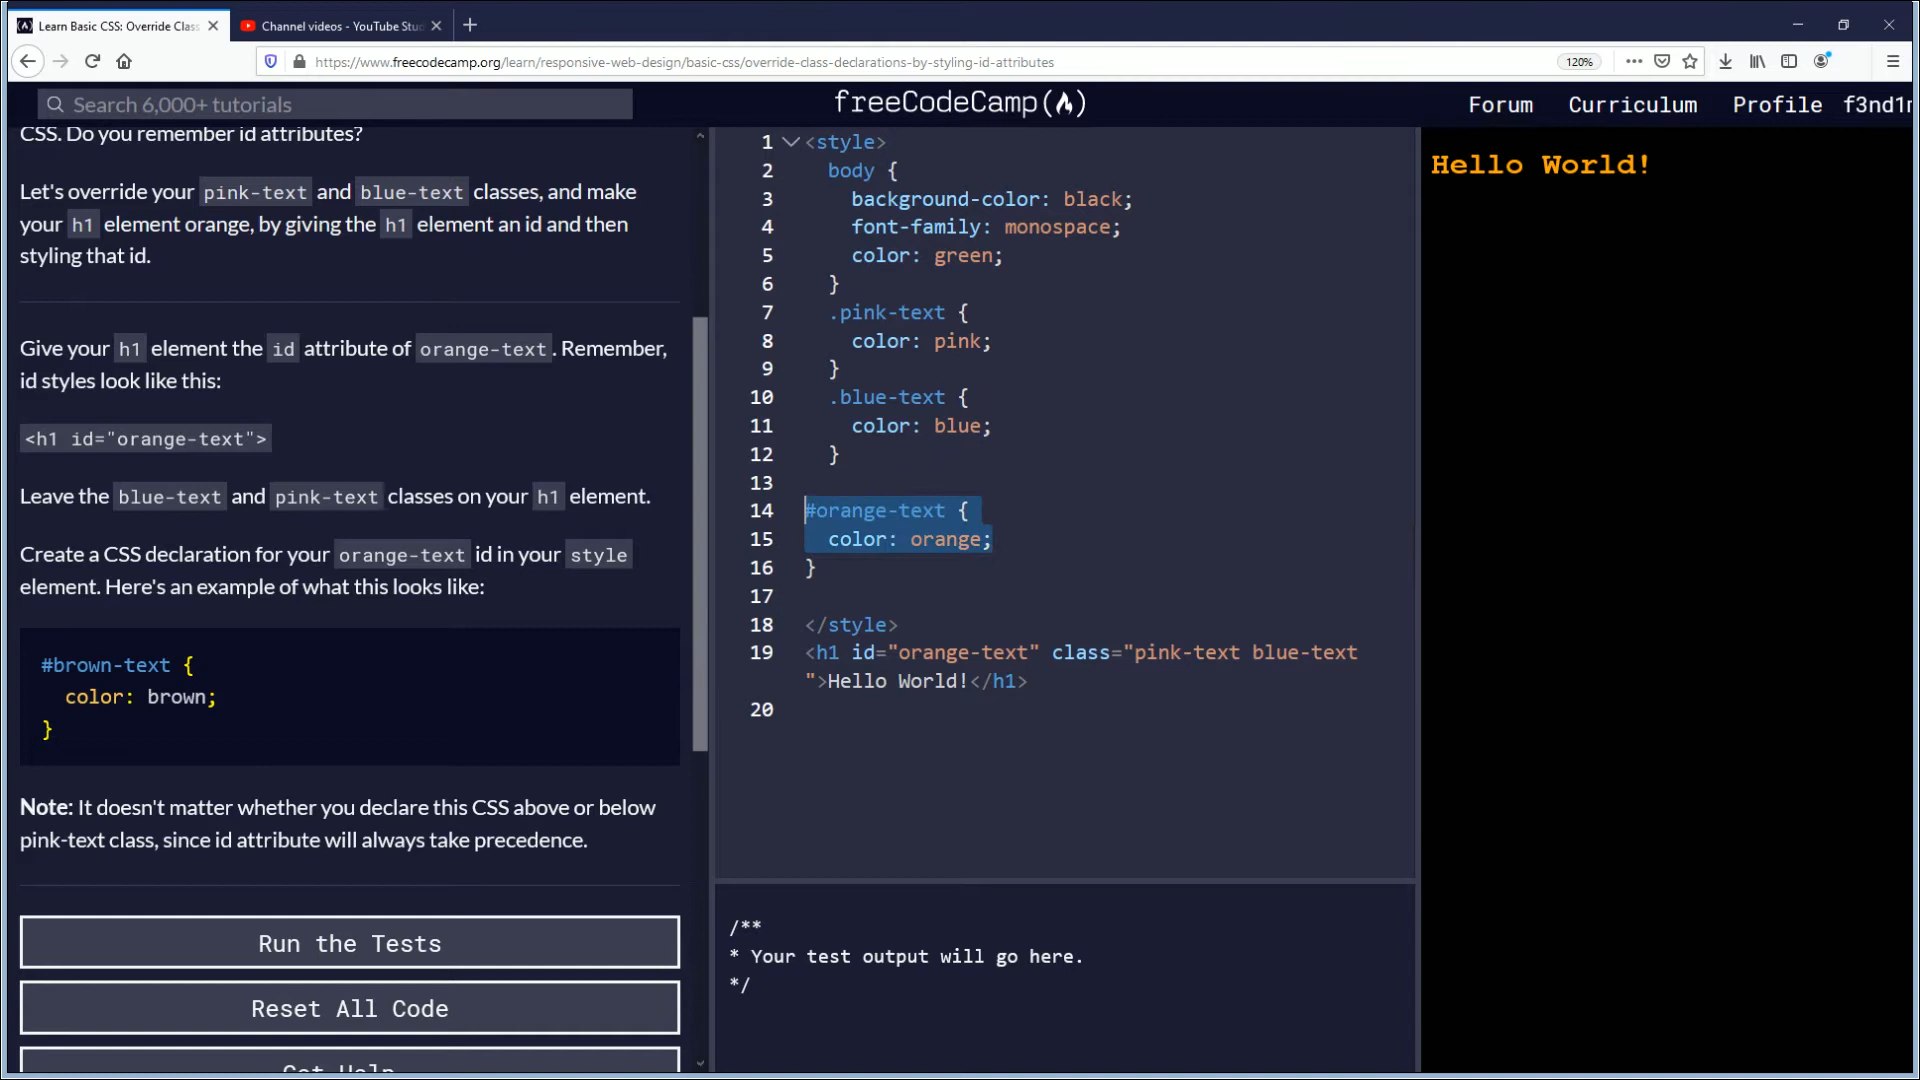 Learn Basic CSS: Override Clas
Channel videos - YouTube Stud
https://www.freecodecamp.org/learn/responsive-web-design/basic-css/override-class-declarations-by-styling-id-attributes
120%
Search 6,000+ tutorials
freeCodeCamp
Forum
Curriculum
Profile
f3nd1r
CSS. Do you remember id attributes?
Let's override your pink-text and blue-text classes, and make
your h1 element orange, by giving the h1 element an id and then
styling that id.
Give your h1 element the id attribute of orange-text. Remember,
id styles look like this:
<h1 id="orange-text">
Leave the blue-text and pink-text classes on your h1 element.
Create a CSS declaration for your orange-text id in your style
element. Here's an example of what this looks like:
#brown-text {
color: brown;
}
Note: It doesn't matter whether you declare this CSS above or below
pink-text class, since id attribute will always take precedence.
Run the Tests
Reset All Code
Get Help
1 <style>
2 body {
3 background-color: black;
4 font-family: monospace;
5 color: green;
6 }
7 .pink-text {
8 color: pink;
9 }
10 .blue-text {
11 color: blue;
12 }
13
14 #orange-text {
15 color: orange;
16 }
17
18 </style>
19 <h1 id="orange-text" class="pink-text blue-text
">Hello World!</h1>
20
/**
* Your test output will go here.
*/
Hello World!